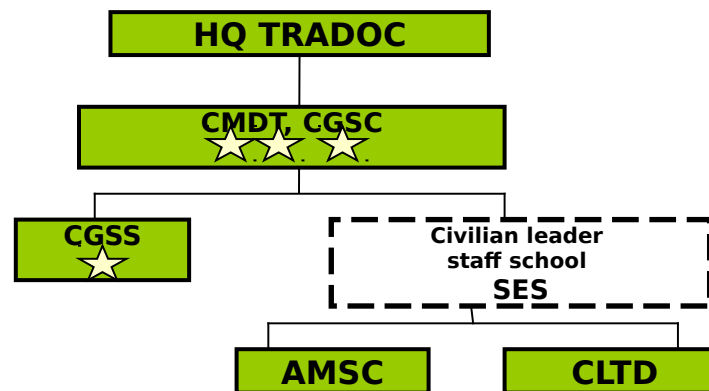 HQ TRADOC
CMDT, CGSC
CGSS
Civilian leader
staff school
SES
AMSC
CLTD